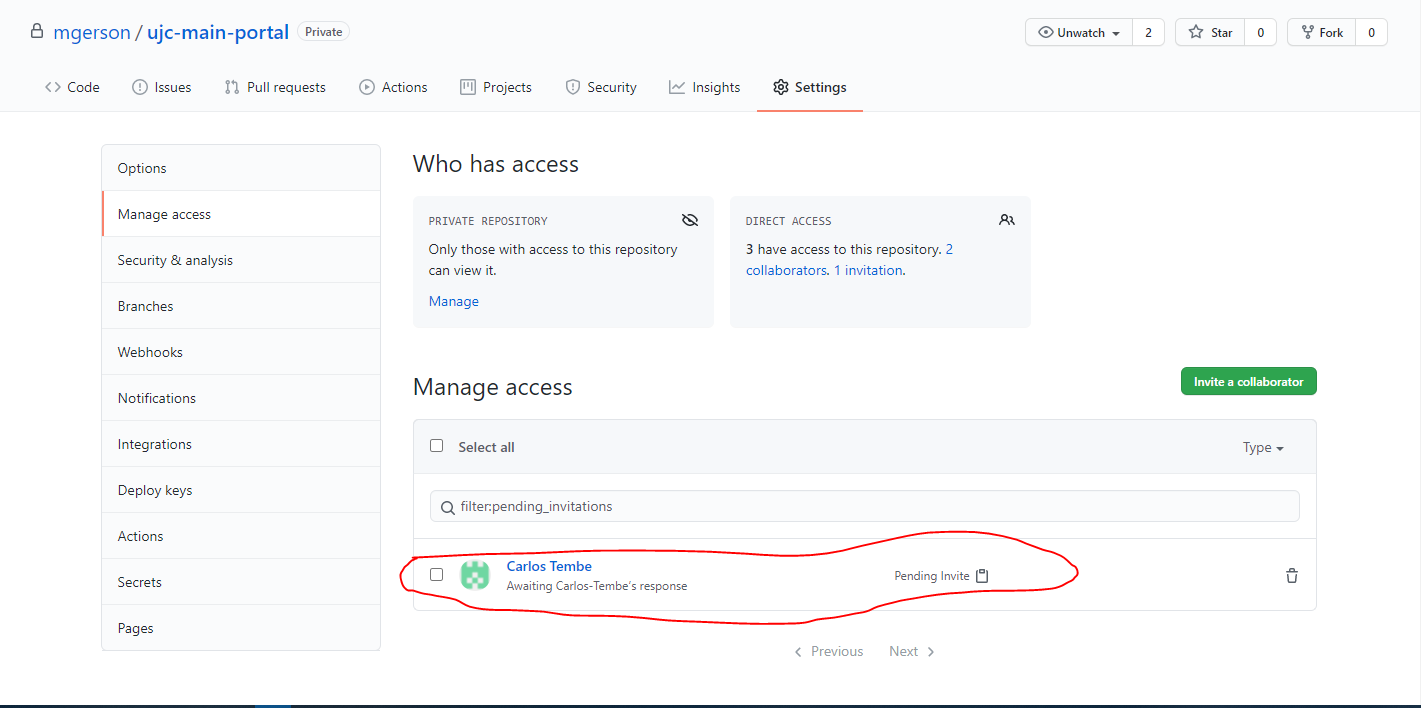 mgerson / ujc-main-portal Private
Unwatch 2 Star 0 Fork 0
Code Issues Pull requests Actions Projects Security Insights Settings
Options
Manage access
Security & analysis
Branches
Webhooks
Notifications
Integrations
Deploy keys
Actions
Secrets
Pages
Who has access
PRIVATE REPOSITORY
Only those with access to this repository
can view it.
Manage
DIRECT ACCESS
3 have access to this repository. 2
collaborators. 1 invitation.
Manage access
Invite a collaborator
Select all Type
filter:pending_invitations
Carlos Tembe
Awaiting Carlos-Tembe's response
Pending Invite
Previous Next